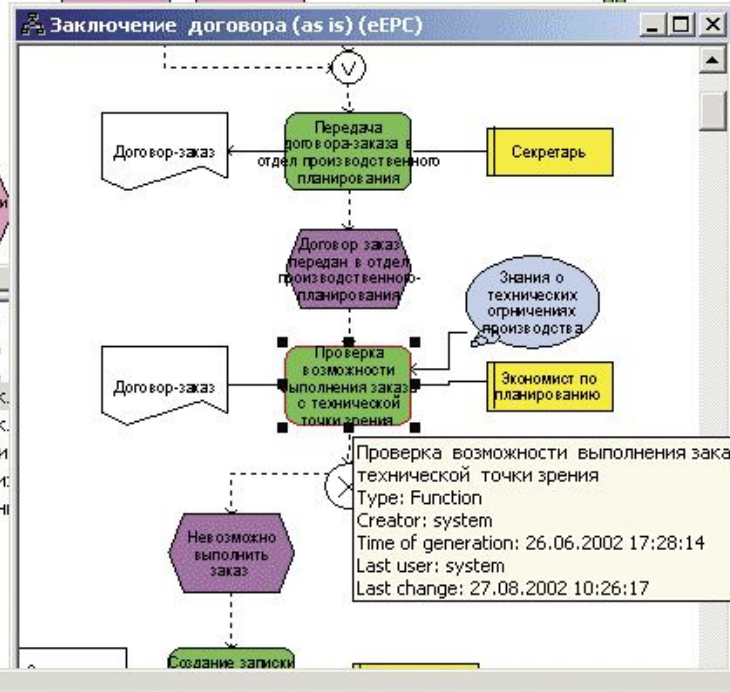 Заключение договора (as is) (eEPC)
Передача
договора-заказа в
отдел производственного
планирования
Договор-заказ
Секретарь
Договор заказ
передан в отдел
производственного-
планирования
Знания о
технических
огрничениях
производства
Проверка
возможности
выполнения заказа
с технической
точки зрения
Договор-заказ
Экономист по
планированию
Проверка возможности выполнения зака
технической точки зрения
Type: Function
Creator: system
Time of generation: 26.06.2002 17:28:14
Last user: system
Last change: 27.08.2002 10:26:17
Невозможно
выполнить
заказ
Создание записки